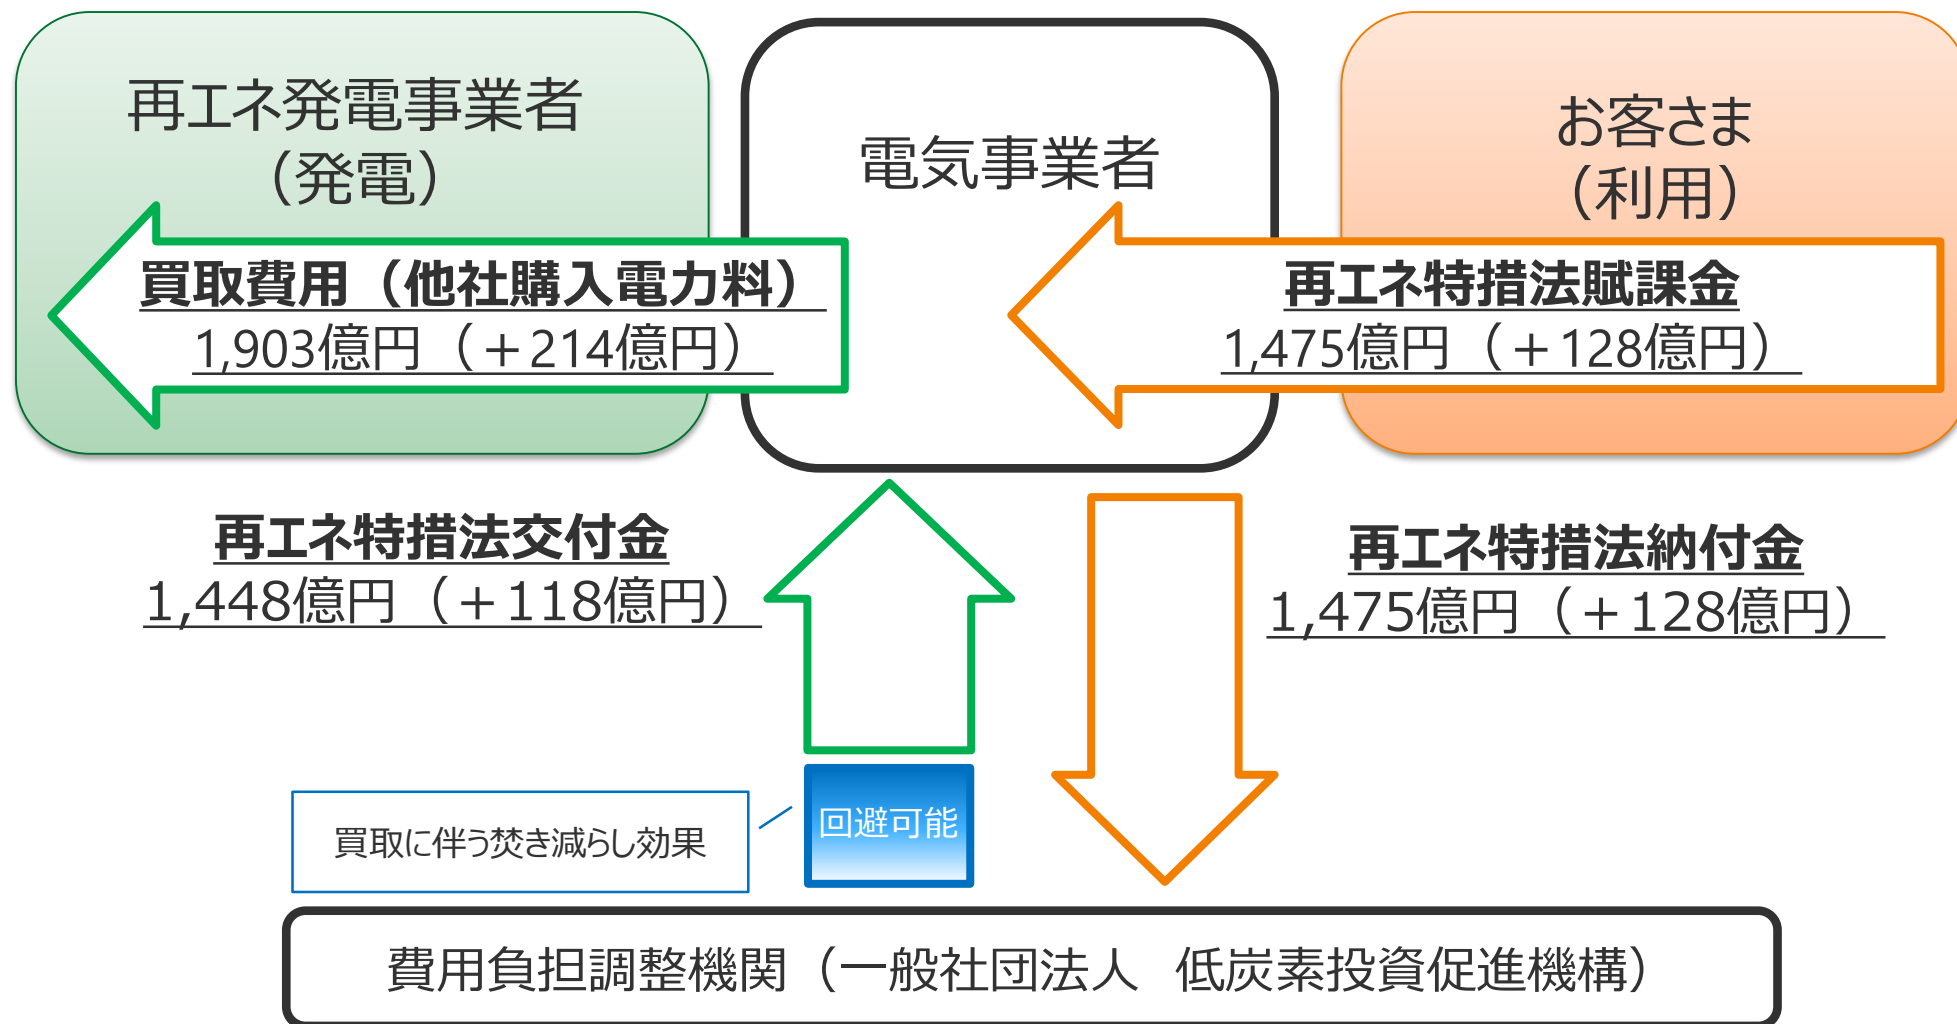 再エネ発電事業者
（発電）
電気事業者
お客さま
（利用）
買取費用（他社購入電力料）
1,903億円（＋214億円）
再エネ特措法賦課金
1,475億円（＋128億円）
再エネ特措法交付金
1,448億円（＋118億円）
再エネ特措法納付金
1,475億円（＋128億円）
回避可能
買取に伴う焚き減らし効果
費用負担調整機関（一般社団法人　低炭素投資促進機構）